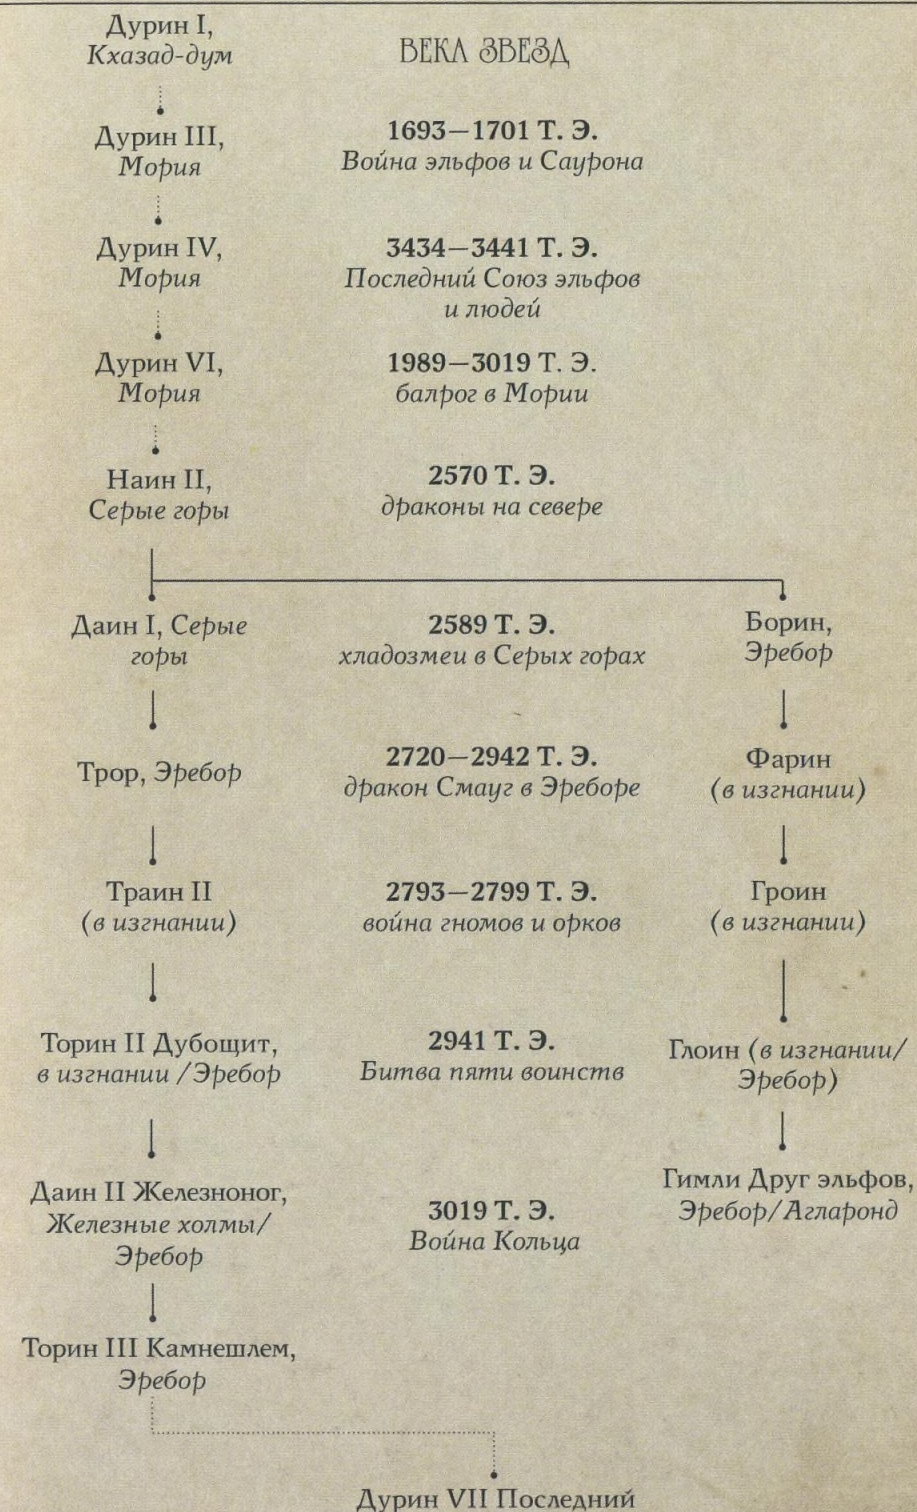 Дурин I,
Кхазад-дум
ВЕКА ЗВЕЗД
Дурин III,
Мория
1693—1701 Т. Э.
Война эльфов и Саурона
Дурин IV,
Мория
3434—3441 Т. Э.
Последний Союз эльфов
и людей
Дурин VI,
Мория
1989—3019 Т. Э.
балрог в Мории
Наин II,
Серые горы
2570 Т. Э.
драконы на севере
Даин I, Серые
горы
2589 Т. Э.
хладозмеи в Серых горах
Борин,
Эребор
Трор, Эребор
2720—2942 Т. Э.
дракон Смауг в Эреборе
Фарин
(в изгнании)
Траин II
(в изгнании)
2793—2799 Т. Э.
война гномов и орков
Гроин
(в изгнании)
Торин II Дубощит,
в изгнании /Эребор
2941 Т. Э.
Битва пяти воинств
Глоин (в изгнании/
Эребор)
Даин II Железноног,
Железные холмы/
Эребор
3019 Т. Э.
Война Кольца
Гимли Друг эльфов,
Эребор/Агларонд
Торин III Камнешлем,
Эребор
Дурин VII Последний